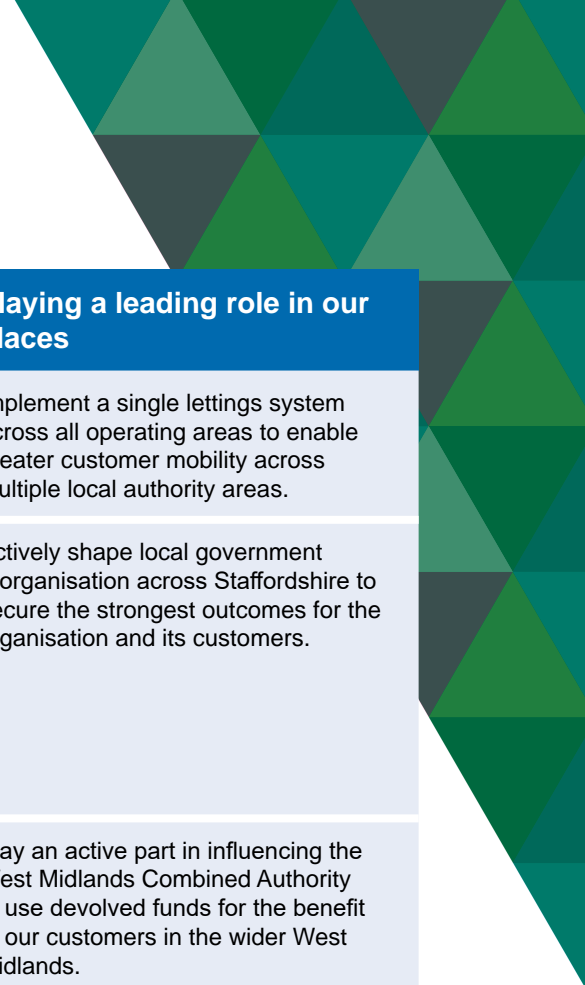 laying a leading role in our
laces
nplement a single lettings system
cross all operating areas to enable
eater customer mobility across
ultiple local authority areas.
ctively shape local government
organisation across Staffordshire to
ecure the strongest outcomes for the
ganisation and its customers.
ay an active part in influencing the
est Midlands Combined Authority
use devolved funds for the benefit
our customers in the wider West
idlands.